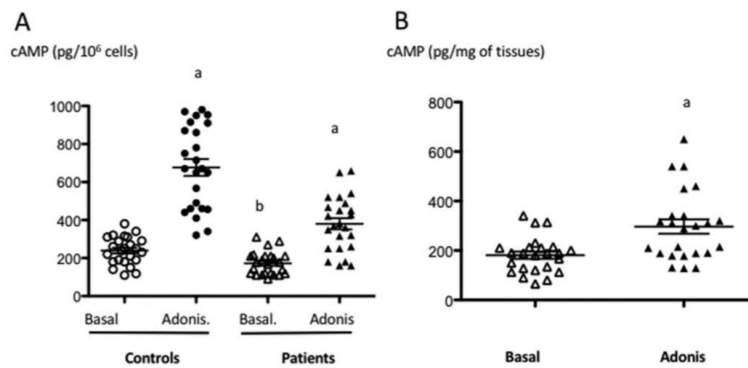 A
cAMP (pg/10⁶ cells)
a
1000
800
a
600
400
b
200
0
Basal Adonis. Basal. Adonis
Controls Patients
B
cAMP (pg/mg of tissues)
a
800
600
400
200
0
Basal Adonis